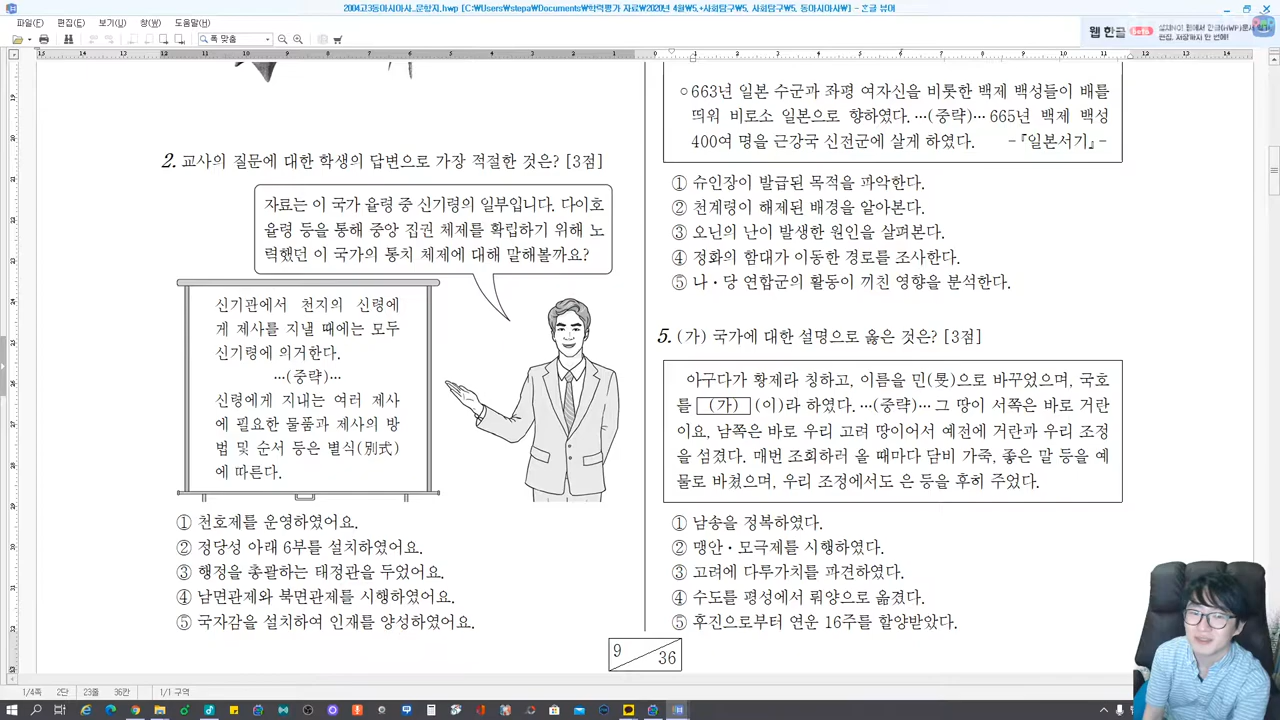 2004고3동아시아사...문항지.hwp [C:\Users\stepa\Documents\학력평가 자료\2020년 4월\5.+사회탐구\5. 사회탐구\5. 동아시아사\] - 한글 뷰어
파일(F) 편집(E) 보기(U) 창(W) 도움말(H)
폭 맞춤
웹 한글 beta
2. 교사의 질문에 대한 학생의 답변으로 가장 적절한 것은? [3점]
자료는 이 국가 율령 중 신기령의 일부입니다. 다이호
율령 등을 통해 중앙 집권 체제를 확립하기 위해 노
력했던 이 국가의 통치 체제에 대해 말해볼까요?
신기관에서 천지의 신령에
게 제사를 지낼 때에는 모두
신기령에 의거한다.
…(중략)…
신령에게 지내는 여러 제사
에 필요한 물품과 제사의 방
법 및 순서 등은 별식(別式)
에 따른다.
① 천호제를 운영하였어요.
② 정당성 아래 6부를 설치하였어요.
③ 행정을 총괄하는 태정관을 두었어요.
④ 남면관제와 북면관제를 시행하였어요.
⑤ 국자감을 설치하여 인재를 양성하였어요.
○ 663년 일본 수군과 좌평 여자신을 비롯한 백제 백성들이 배를
띄워 비로소 일본으로 향하였다. …(중략)… 665년 백제 백성
400여 명을 근강국 신전군에 살게 하였다. -『일본서기』-
① 슈인장이 발급된 목적을 파악한다.
② 천계령이 해제된 배경을 알아본다.
③ 오닌의 난이 발생한 원인을 살펴본다.
④ 정화의 함대가 이동한 경로를 조사한다.
⑤ 나·당 연합군의 활동이 끼친 영향을 분석한다.
5. (가) 국가에 대한 설명으로 옳은 것은? [3점]
아구다가 황제라 칭하고, 이름을 민(旻)으로 바꾸었으며, 국호
를 (가) (이)라 하였다. …(중략)… 그 땅이 서쪽은 바로 거란
이요, 남쪽은 바로 우리 고려 땅이어서 예전에 거란과 우리 조정
을 섬겼다. 매번 조회하러 올 때마다 담비 가죽, 좋은 말 등을 예
물로 바쳤으며, 우리 조정에서도 은 등을 후히 주었다.
① 남송을 정복하였다.
② 맹안·모극제를 시행하였다.
③ 고려에 다루가치를 파견하였다.
④ 수도를 평성에서 뤄양으로 옮겼다.
⑤ 후진으로부터 연운 16주를 할양받았다.
9 36
1/4쪽 2단 23줄 36칸 1/1 구역